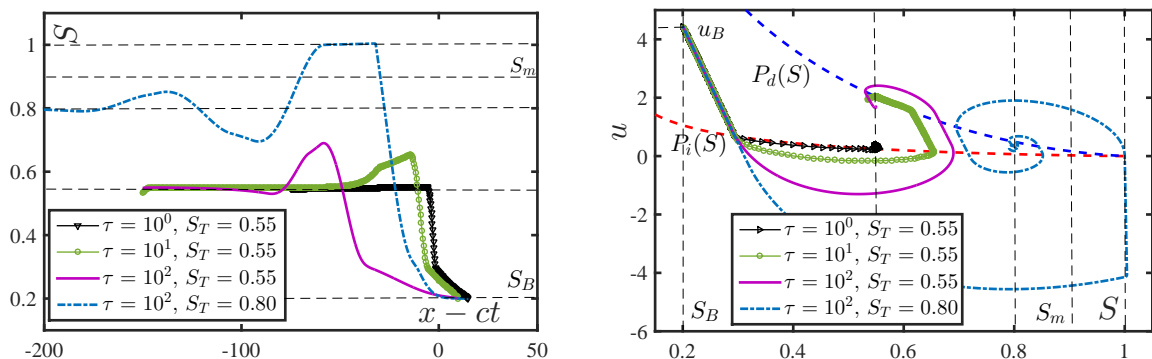 S
1
0.8
0.6
0.4
0.2
S_m
S_B
τ = 10^0, S_T = 0.55
τ = 10^1, S_T = 0.55
τ = 10^2, S_T = 0.55
τ = 10^2, S_T = 0.80
x − ct
-200
-100
0
50
u
4
2
0
-2
-4
-6
u_B
P_d(S)
P_i(S)
τ = 10^0, S_T = 0.55
τ = 10^1, S_T = 0.55
τ = 10^2, S_T = 0.55
τ = 10^2, S_T = 0.80
S_B
S_m
S
0.2
0.4
0.6
0.8
1.0